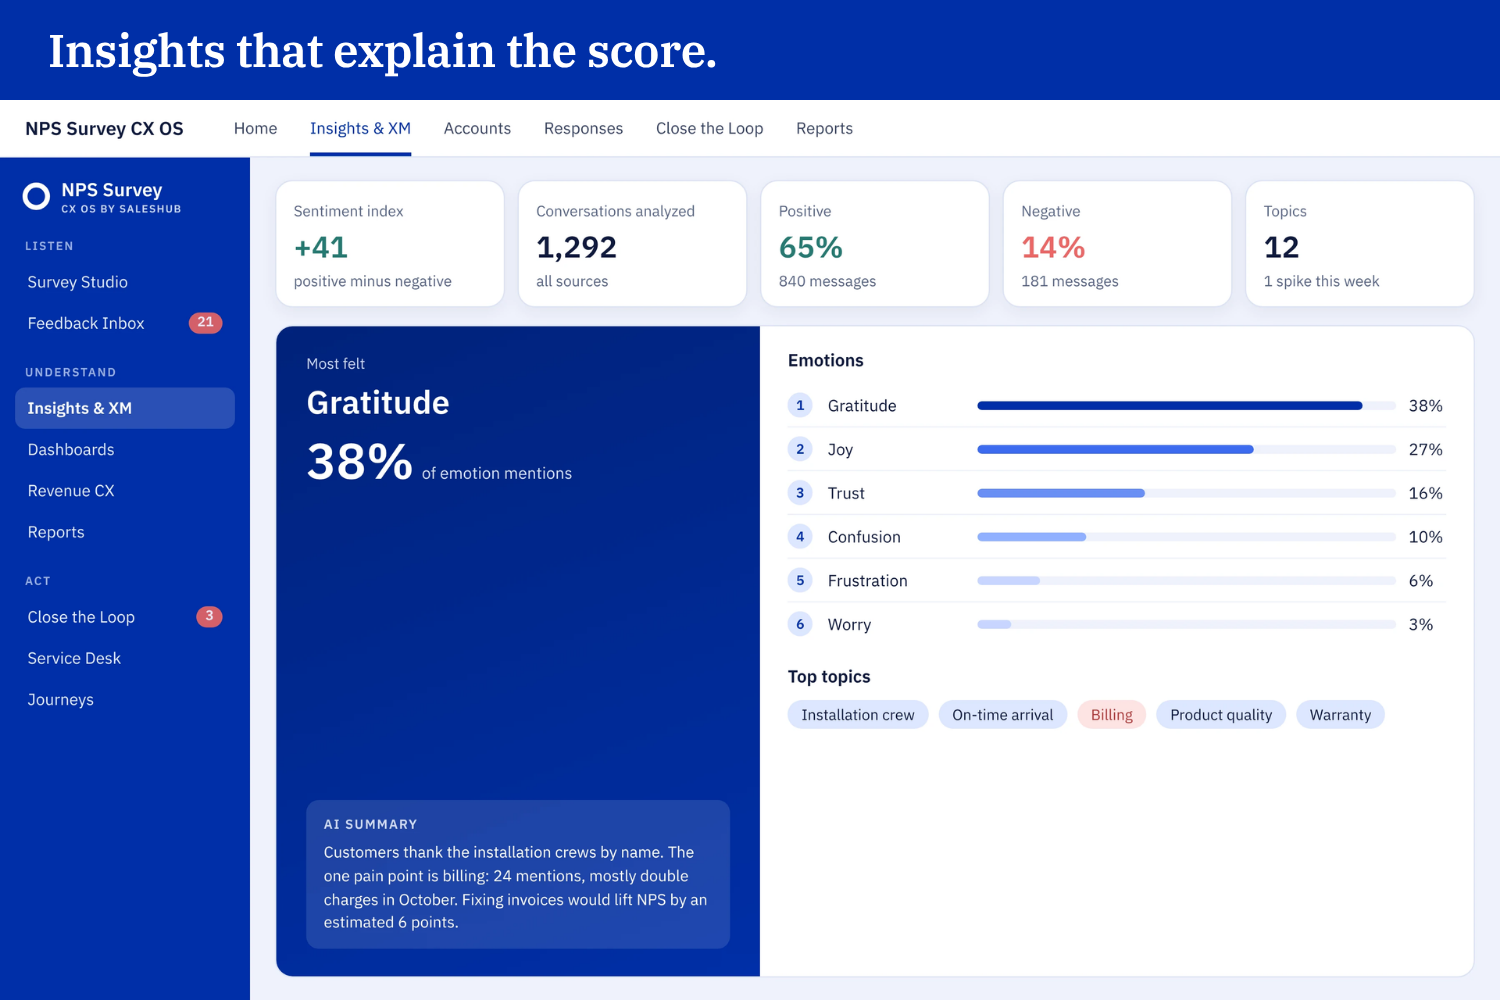 Insights that explain the score.
NPS Survey CX OS
Home
Insights & XM
Accounts
Responses
Close the Loop
Reports
NPS Survey
CX OS BY SALESHUB
LISTEN
Survey Studio
Feedback Inbox
21
UNDERSTAND
Insights & XM
Dashboards
Revenue CX
Reports
ACT
Close the Loop
3
Service Desk
Journeys
Sentiment index
+41
positive minus negative
Conversations analyzed
1,292
all sources
Positive
65%
840 messages
Negative
14%
181 messages
Topics
12
1 spike this week
Most felt
Gratitude
38% of emotion mentions
AI SUMMARY
Customers thank the installation crews by name. The
one pain point is billing: 24 mentions, mostly double
charges in October. Fixing invoices would lift NPS by an
estimated 6 points.
Emotions
1 Gratitude 38%
2 Joy 27%
3 Trust 16%
4 Confusion 10%
5 Frustration 6%
6 Worry 3%
Top topics
Installation crew
On-time arrival
Billing
Product quality
Warranty